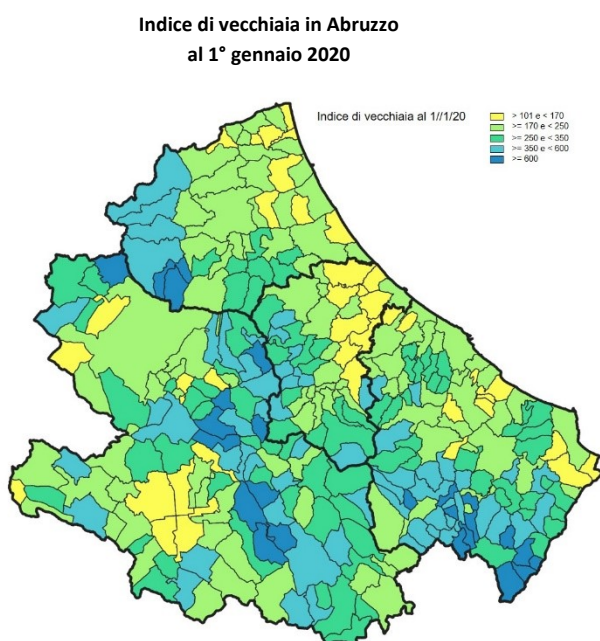 Indice di vecchiaia in Abruzzo
al 1° gennaio 2020
Indice di vecchiaia al 1//1/20
> 101 e < 170
>= 170 e < 250
>= 250 e < 350
>= 350 e < 600
>= 600